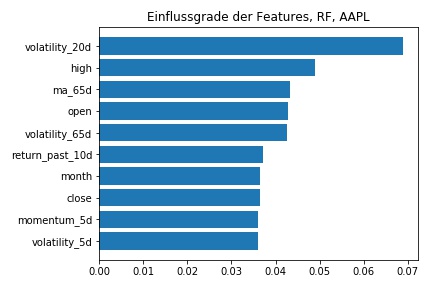 Einflussgrade der Features, RF, AAPL
volatility_20d
high
ma_65d
open
volatility_65d
return_past_10d
month
close
momentum_5d
volatility_5d
0.00 0.01 0.02 0.03 0.04 0.05 0.06 0.07